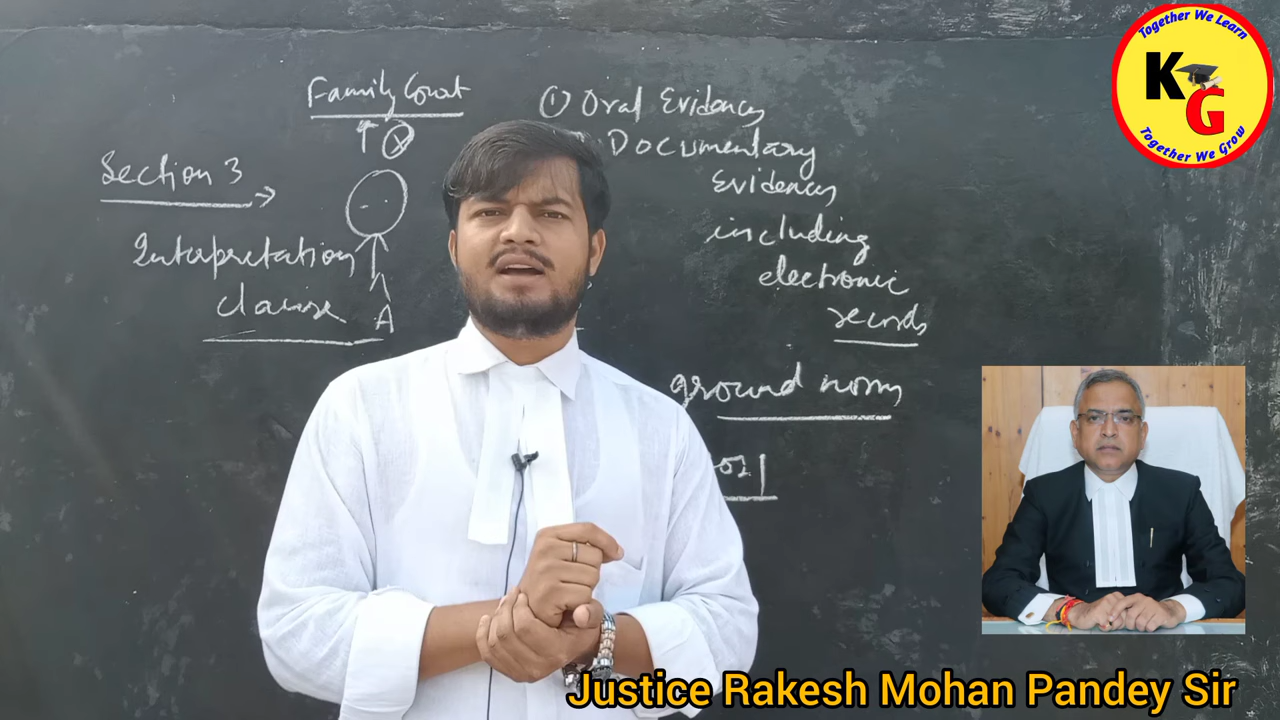 Family Court
Section 3
Interpretation
clause
A
① Oral Evidence
Documentary
Evidence
including
electronic
records
ground norm
Together We Learn
KG
Together We Grow
Justice Rakesh Mohan Pandey Sir